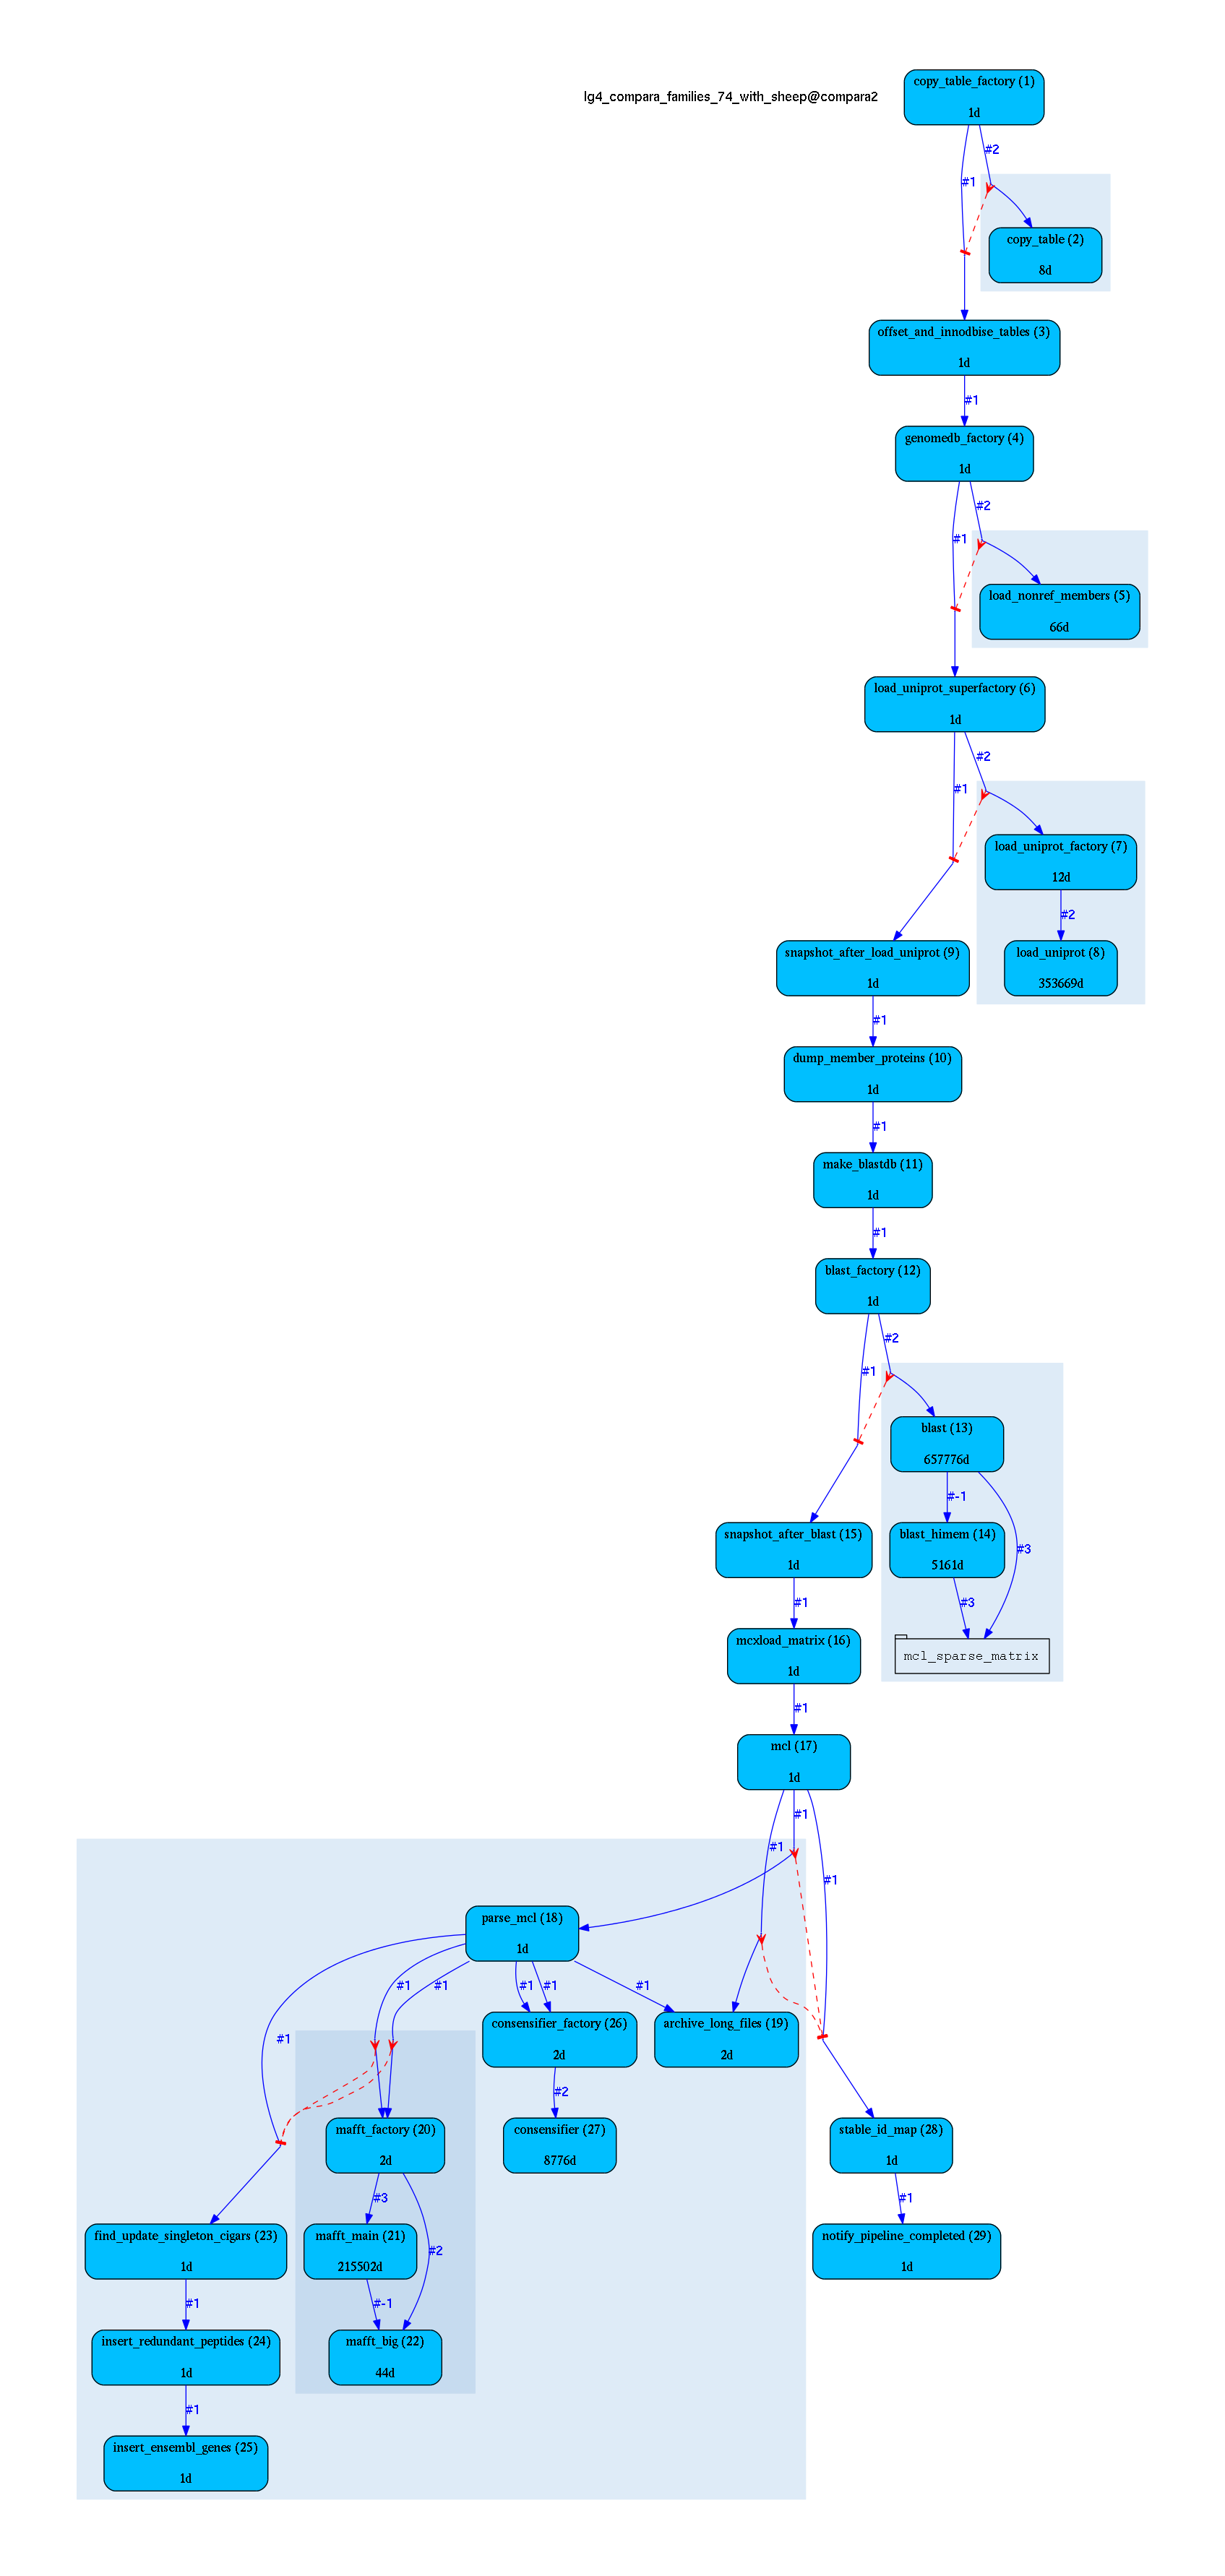 lg4_compara_families_74_with_sheep@compara2
copy_table_factory (1)
1d
#2
#1
copy_table (2)
8d
offset_and_innodbise_tables (3)
1d
#1
genomedb_factory (4)
1d
#2
#1
load_nonref_members (5)
66d
load_uniprot_superfactory (6)
1d
#2
#1
load_uniprot_factory (7)
12d
#2
snapshot_after_load_uniprot (9)
1d
load_uniprot (8)
353669d
#1
dump_member_proteins (10)
1d
#1
make_blastdb (11)
1d
#1
blast_factory (12)
1d
#2
#1
blast (13)
657776d
#-1
snapshot_after_blast (15)
1d
blast_himem (14)
5161d
#3
#1
#3
mcxload_matrix (16)
1d
mcl_sparse_matrix
#1
mcl (17)
1d
#1
#1
#1
parse_mcl (18)
1d
#1
#1
#1
#1
#1
#1
consensifier_factory (26)
2d
archive_long_files (19)
2d
#2
mafft_factory (20)
2d
consensifier (27)
8776d
stable_id_map (28)
1d
#3
#1
find_update_singleton_cigars (23)
1d
mafft_main (21)
215502d
#2
notify_pipeline_completed (29)
1d
#1
#-1
insert_redundant_peptides (24)
1d
mafft_big (22)
44d
#1
insert_ensembl_genes (25)
1d